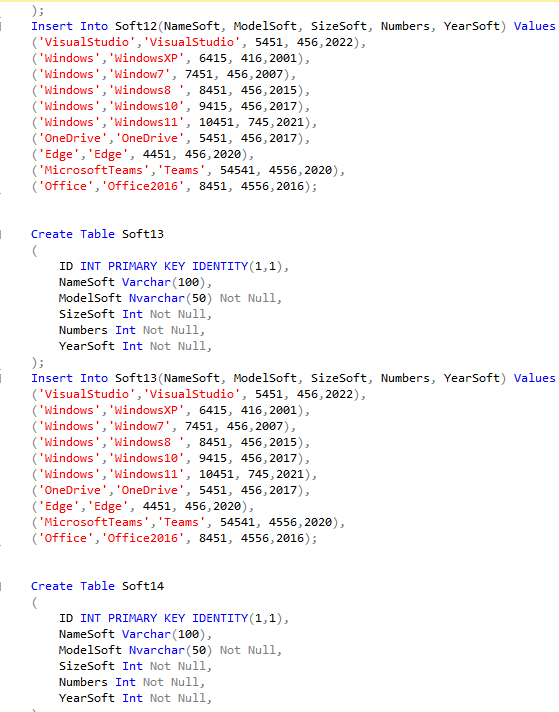 );
Insert Into Soft12(NameSoft, ModelSoft, SizeSoft, Numbers, YearSoft) Values
('VisualStudio','VisualStudio', 5451, 456,2022),
('Windows','WindowsXP', 6415, 416,2001),
('Windows','Window7', 7451, 456,2007),
('Windows','Windows8 ', 8451, 456,2015),
('Windows','Windows10', 9415, 456,2017),
('Windows','Windows11', 10451, 745,2021),
('OneDrive','OneDrive', 5451, 456,2017),
('Edge','Edge', 4451, 456,2020),
('MicrosoftTeams','Teams', 54541, 4556,2020),
('Office','Office2016', 8451, 4556,2016);
Create Table Soft13
(
ID INT PRIMARY KEY IDENTITY(1,1),
NameSoft Varchar(100),
ModelSoft Nvarchar(50) Not Null,
SizeSoft Int Not Null,
Numbers Int Not Null,
YearSoft Int Not Null,
);
Insert Into Soft13(NameSoft, ModelSoft, SizeSoft, Numbers, YearSoft) Values
('VisualStudio','VisualStudio', 5451, 456,2022),
('Windows','WindowsXP', 6415, 416,2001),
('Windows','Window7', 7451, 456,2007),
('Windows','Windows8 ', 8451, 456,2015),
('Windows','Windows10', 9415, 456,2017),
('Windows','Windows11', 10451, 745,2021),
('OneDrive','OneDrive', 5451, 456,2017),
('Edge','Edge', 4451, 456,2020),
('MicrosoftTeams','Teams', 54541, 4556,2020),
('Office','Office2016', 8451, 4556,2016);
Create Table Soft14
(
ID INT PRIMARY KEY IDENTITY(1,1),
NameSoft Varchar(100),
ModelSoft Nvarchar(50) Not Null,
SizeSoft Int Not Null,
Numbers Int Not Null,
YearSoft Int Not Null,